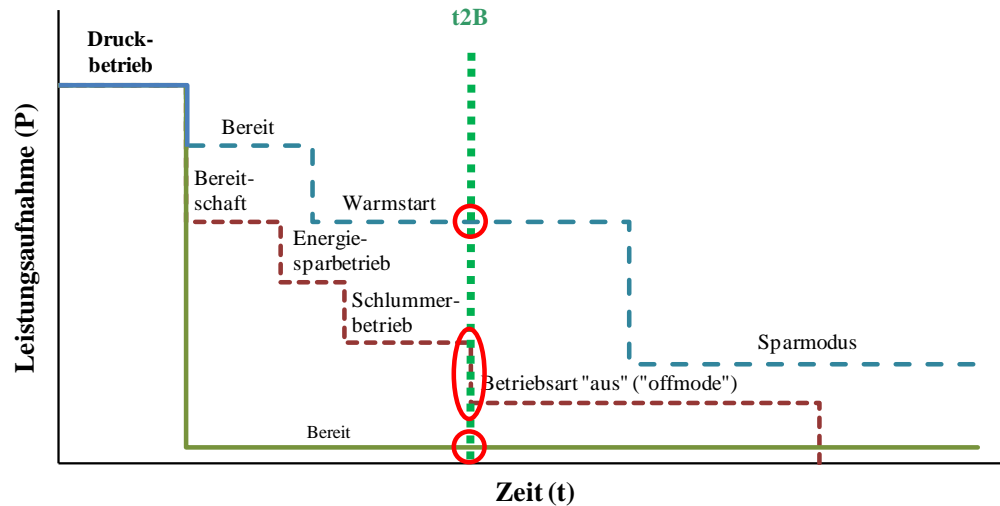 t2B
Druck-
betrieb
Bereit
Bereit-
schaft
Warmstart
Energie-
sparbetrieb
Schlummer-
betrieb
Sparmodus
Betriebsart "aus" ("offmode")
Bereit
Leistungsaufnahme (P)
Zeit (t)